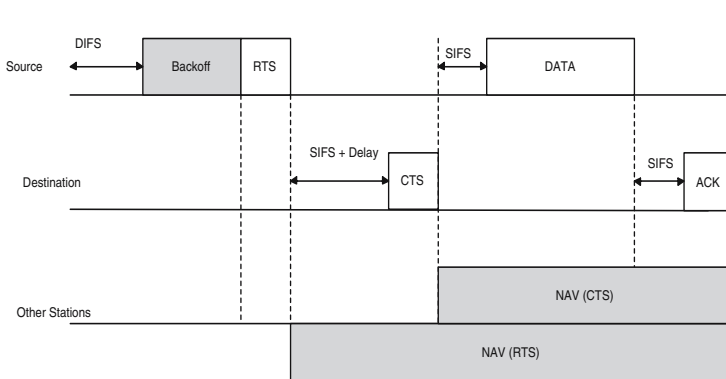 DIFS
Source
Backoff
RTS
SIFS
DATA
SIFS + Delay
Destination
CTS
SIFS
ACK
NAV (CTS)
Other Stations
NAV (RTS)